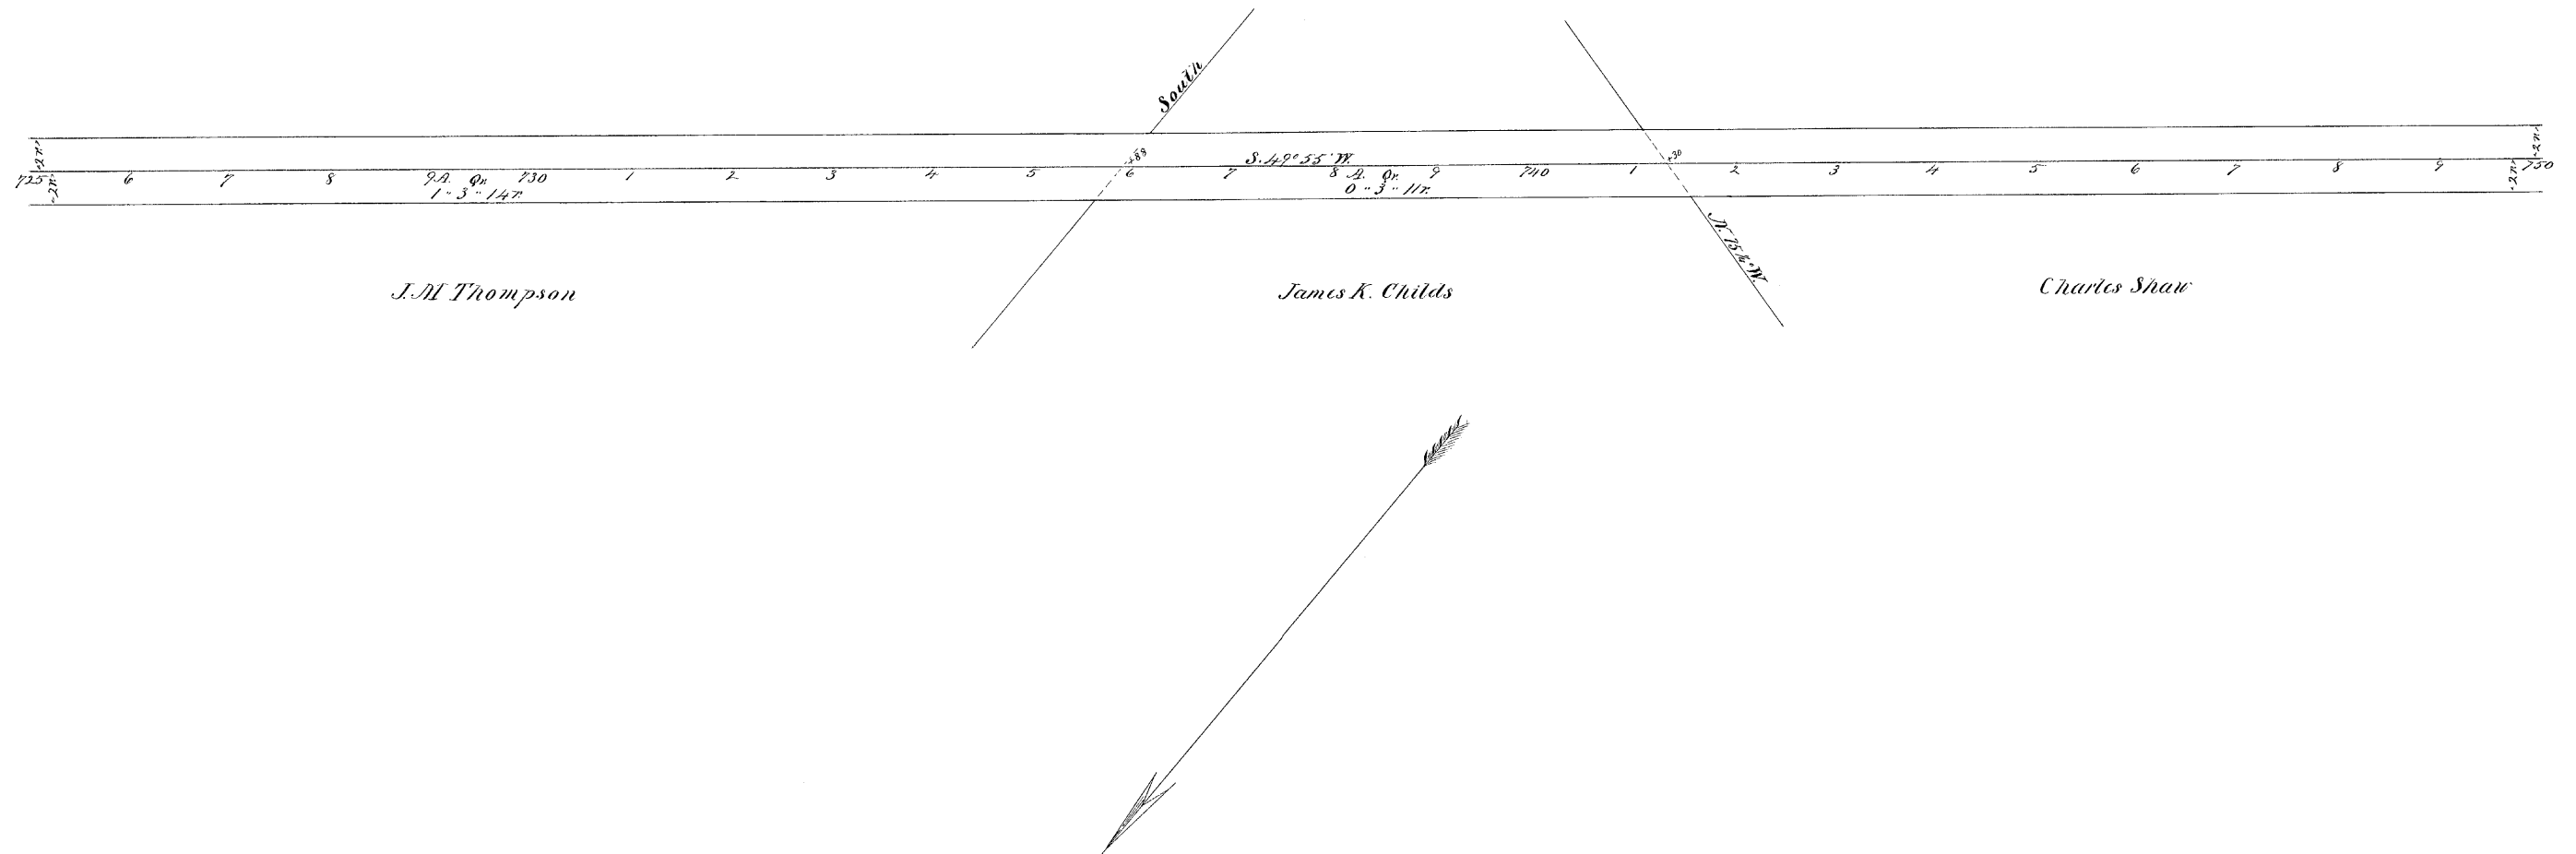 South
2 r.
+88
S. 49° 55' W.
+30
2 r.
725 6 7 8 9 730 1 2 3 4 5 6 7 8 9 740 1 2 3 4 5 6 7 8 9 750
2 r.
A. Qr.
1 " 3 " 14 r.
A. Qr.
0 " 3 " 11 r.
2 r.
J. M Thompson
James K. Childs
Charles Shaw